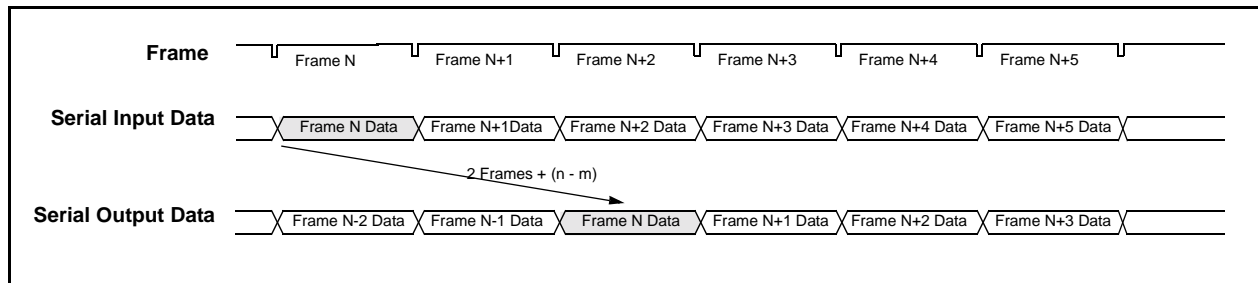 Frame
Frame N Frame N+1 Frame N+2 Frame N+3 Frame N+4 Frame N+5
Serial Input Data
Frame N Data Frame N+1Data Frame N+2 Data Frame N+3 Data Frame N+4 Data Frame N+5 Data
2 Frames + (n - m)
Serial Output Data
Frame N-2 Data Frame N-1 Data Frame N Data Frame N+1 Data Frame N+2 Data Frame N+3 Data